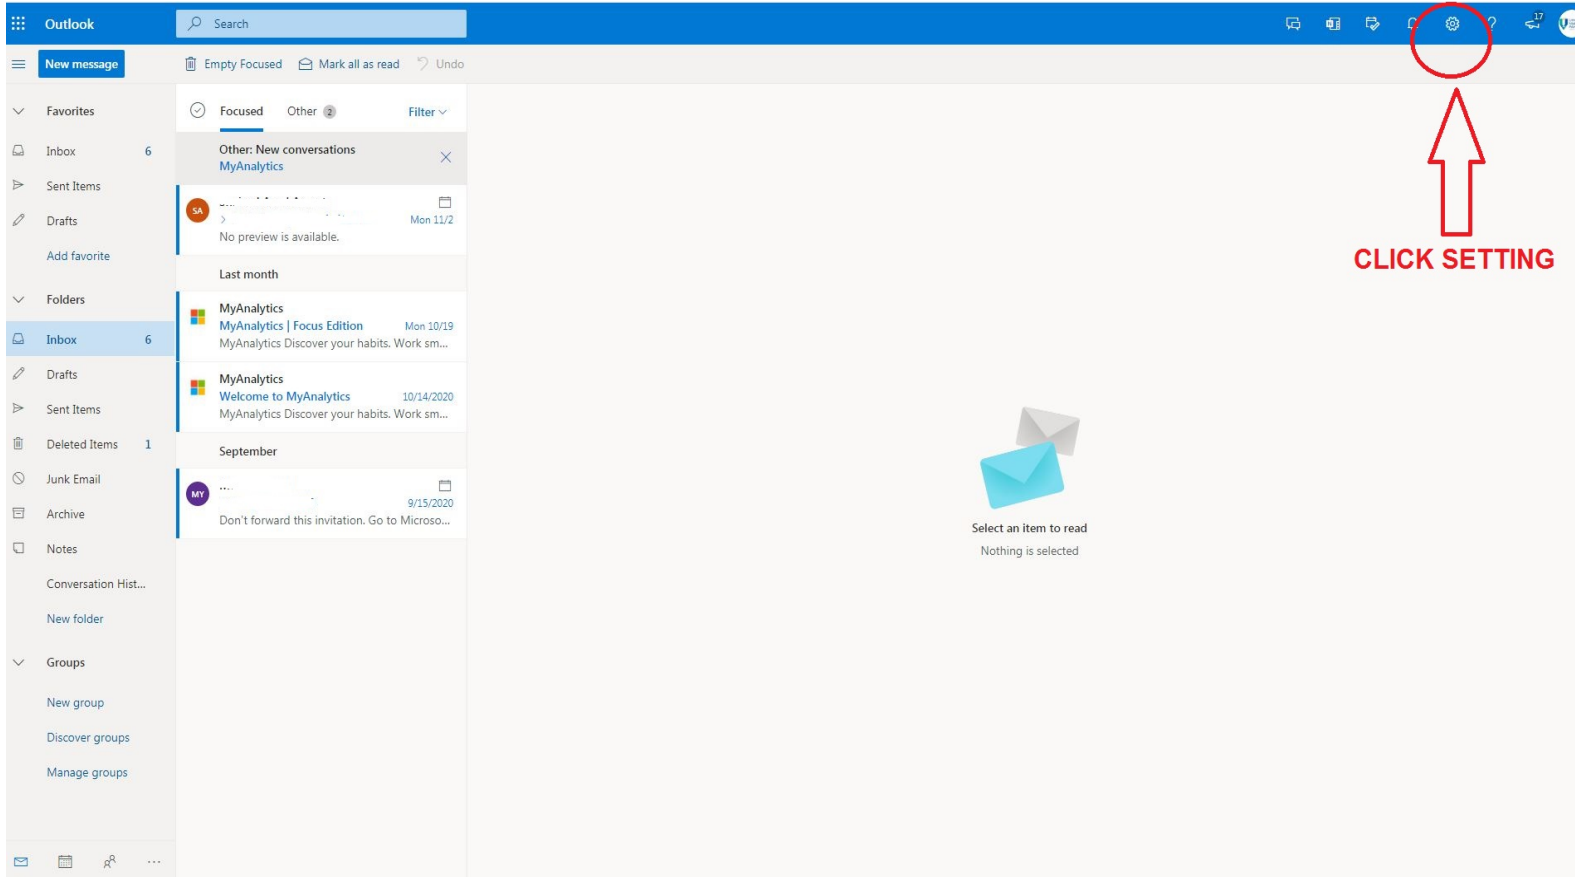 Outlook
Search
17
New message
Empty Focused
Mark all as read
Undo
Favorites
Inbox 6
Sent Items
Drafts
Add favorite
Folders
Inbox 6
Drafts
Sent Items
Deleted Items 1
Junk Email
Archive
Notes
Conversation Hist...
New folder
Groups
New group
Discover groups
Manage groups
Focused Other 2 Filter
Other: New conversations
MyAnalytics
SA
Mon 11/2
No preview is available.
Last month
MyAnalytics
MyAnalytics | Focus Edition Mon 10/19
MyAnalytics Discover your habits. Work sm...
MyAnalytics
Welcome to MyAnalytics 10/14/2020
MyAnalytics Discover your habits. Work sm...
September
MY
9/15/2020
Don't forward this invitation. Go to Microso...
Select an item to read
Nothing is selected
CLICK SETTING